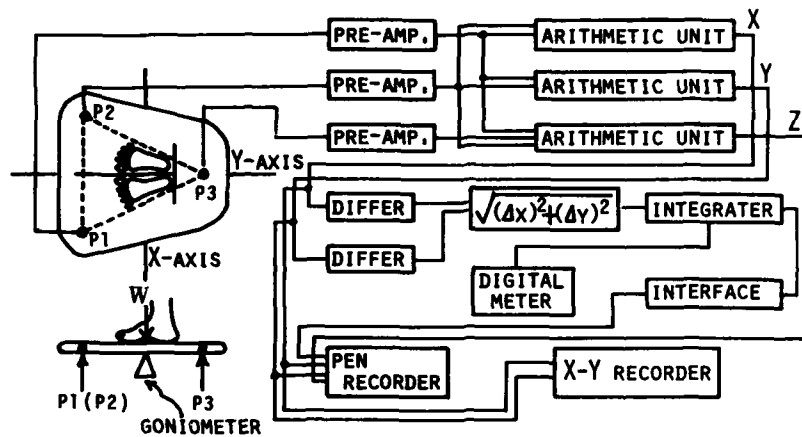 PRE-AMP.
ARITHMETIC UNIT
X
PRE-AMP.
ARITHMETIC UNIT
Y
PRE-AMP.
ARITHMETIC UNIT
Z
P2
Y-AXIS
P3
P1
X-AXIS
DIFFER
√(ΔX)²+(ΔY)²
INTEGRATER
DIFFER
DIGITAL
METER
INTERFACE
W
PEN
RECORDER
X-Y RECORDER
P1(P2)
P3
GONIOMETER